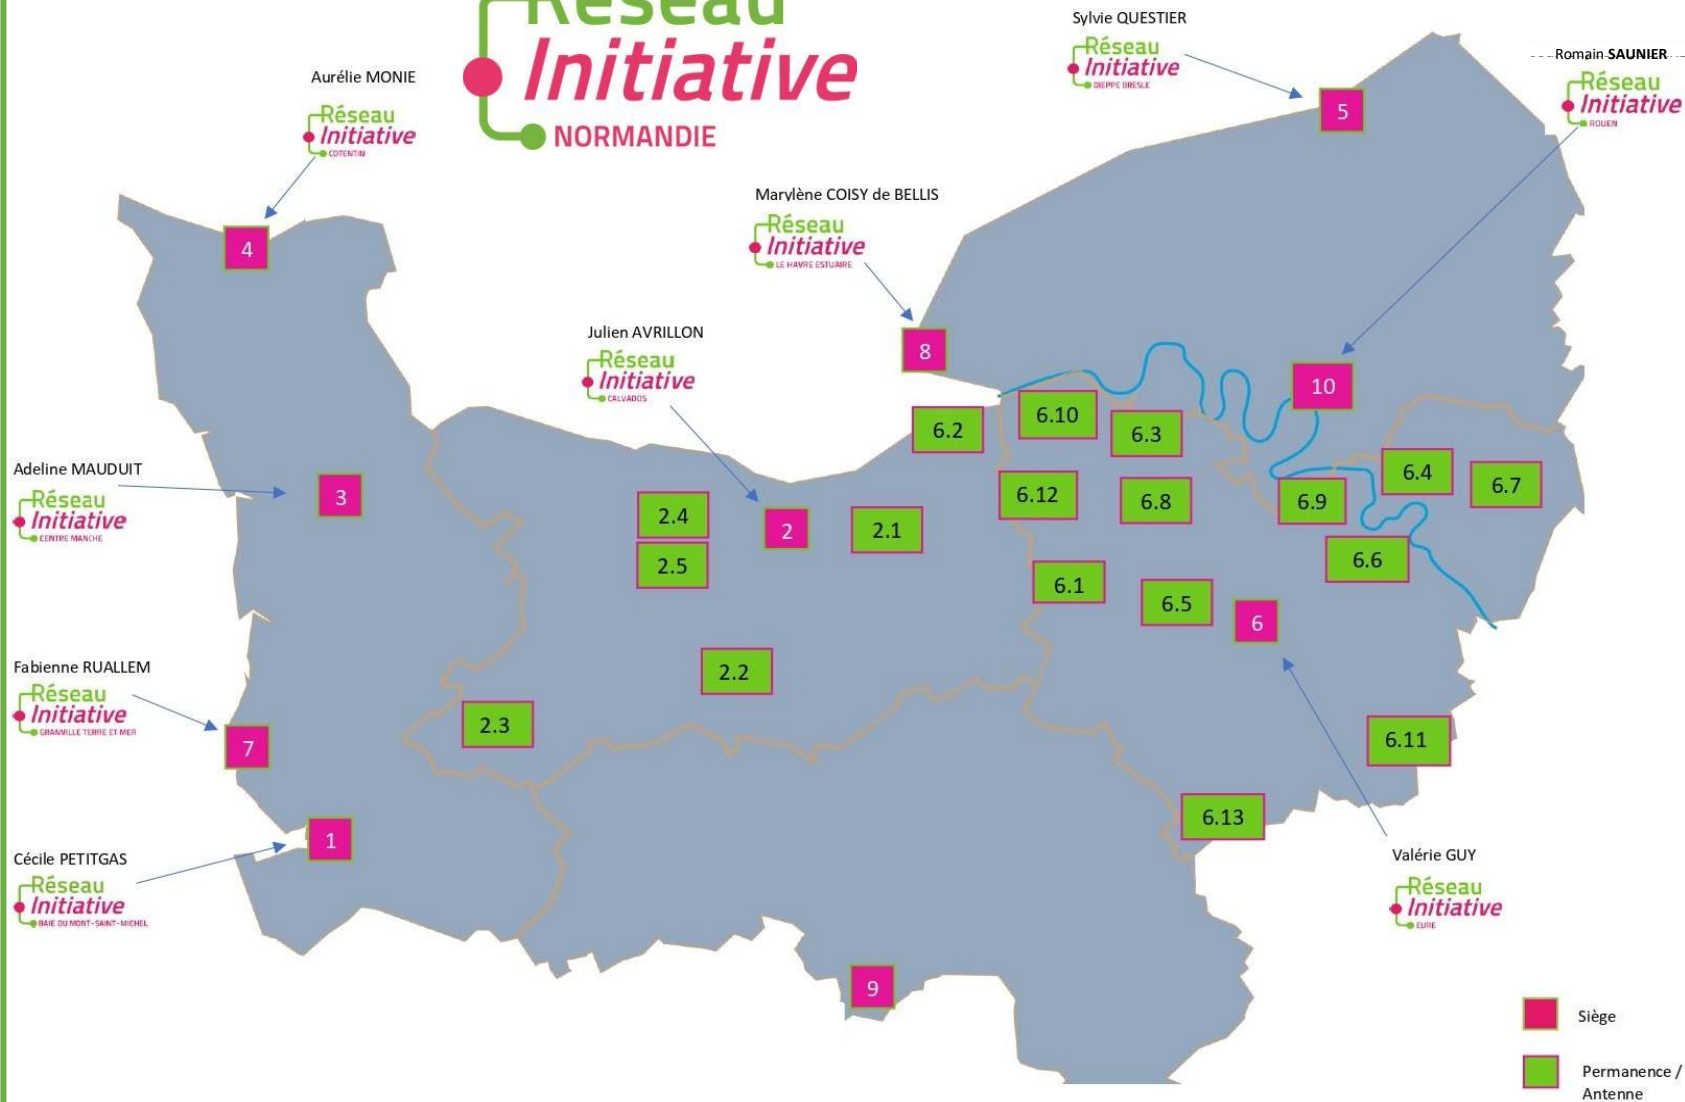 Réseau
Initiative
NORMANDIE
Sylvie QUESTIER
Réseau
Initiative
DIEPPE BRESLE
Romain SAUNIER
Réseau
Initiative
ROUEN
Aurélie MONIE
Réseau
Initiative
COTENTIN
5
Marylène COISY de BELLIS
Réseau
Initiative
LE HAVRE ESTUAIRE
4
Julien AVRILLON
Réseau
Initiative
CALVADOS
8
10
6.10
6.2
6.3
Adeline MAUDUIT
Réseau
Initiative
CENTRE MANCHE
3
2.4
2
2.1
6.12
6.8
6.9
6.4
6.7
2.5
6.6
6.1
6.5
6
Fabienne RUALLEM
Réseau
Initiative
GRANVILLE TERRE ET MER
2.2
2.3
7
6.11
6.13
1
Cécile PETITGAS
Réseau
Initiative
BAIE DU MONT-SAINT-MICHEL
Valérie GUY
Réseau
Initiative
EURE
9
Siège
Permanence /
Antenne